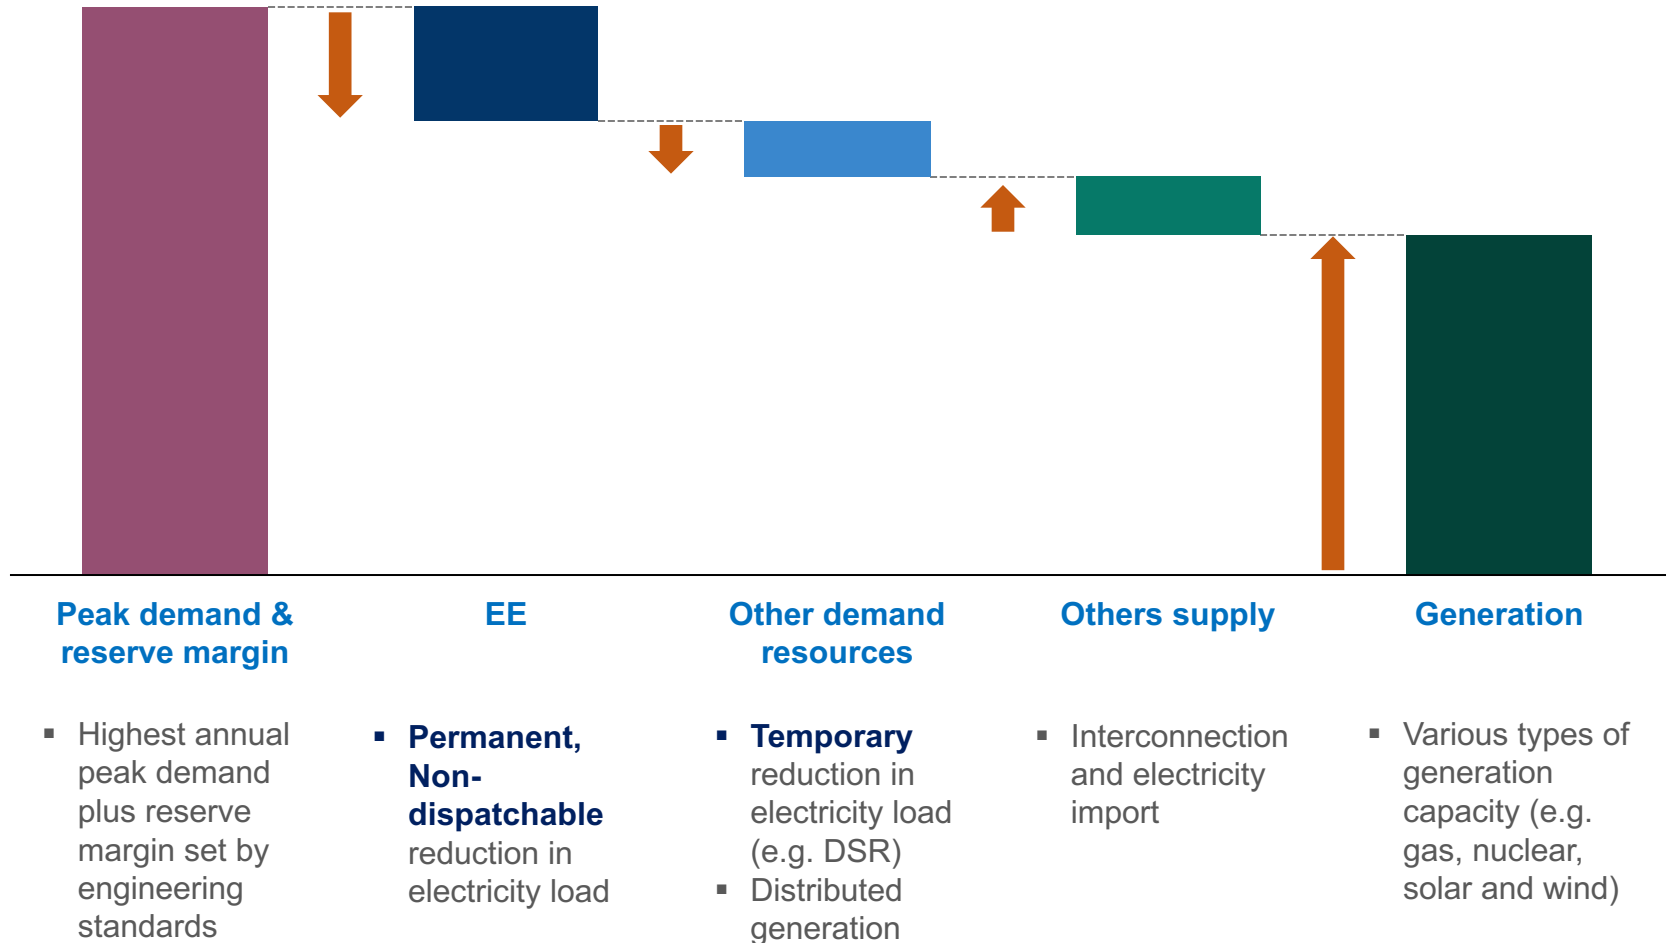 Peak demand &
reserve margin
▪ Highest annual
peak demand
plus reserve
margin set by
engineering
standards
EE
▪ Permanent,
Non-
dispatchable
reduction in
electricity load
Other demand
resources
▪ Temporary
reduction in
electricity load
(e.g. DSR)
▪ Distributed
generation
Others supply
▪ Interconnection
and electricity
import
Generation
▪ Various types of
generation
capacity (e.g.
gas, nuclear,
solar and wind)